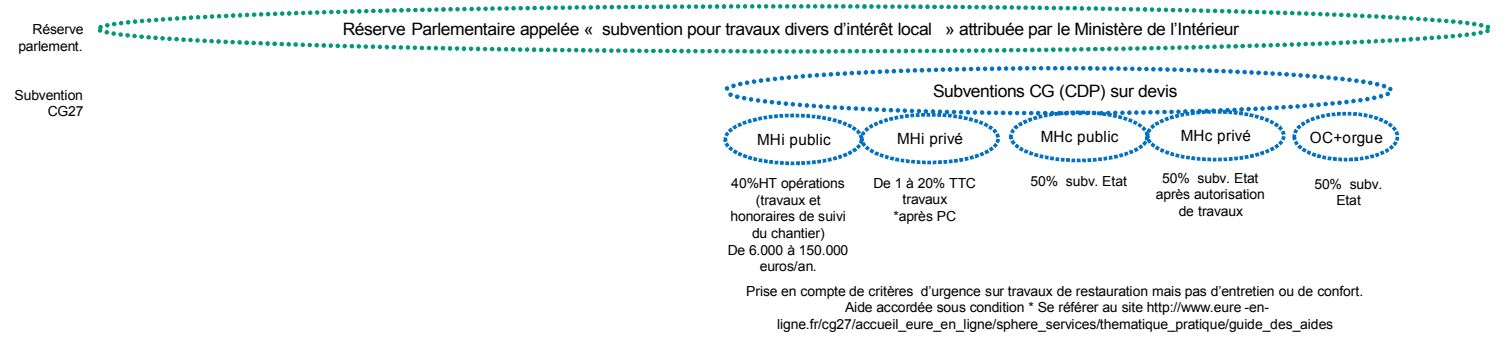 Réserve
parlement.
Réserve Parlementaire appelée « subvention pour travaux divers d'intérêt local » attribuée par le Ministère de l'Intérieur
Subvention
CG27
Subventions CG (CDP) sur devis
MHi public
MHi privé
MHc public
MHc privé
OC+orgue
40%HT opérations
(travaux et
honoraires de suivi
du chantier)
De 6.000 à 150.000
euros/an.
De 1 à 20% TTC
travaux
*après PC
50% subv. Etat
50% subv. Etat
après autorisation
de travaux
50% subv.
Etat
Prise en compte de critères d'urgence sur travaux de restauration mais pas d'entretien ou de confort.
Aide accordée sous condition * Se référer au site http://www.eure -en-
ligne.fr/cg27/accueil_eure_en_ligne/sphere_services/thematique_pratique/guide_des_aides